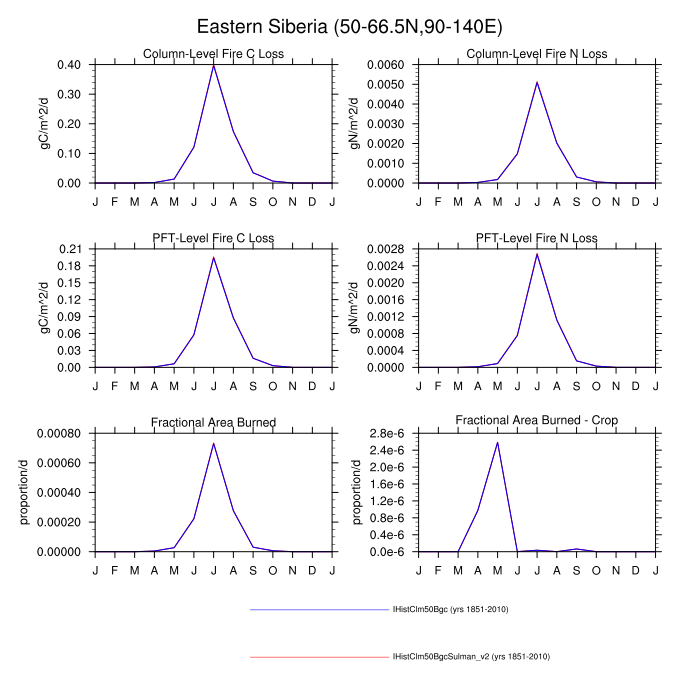 Eastern Siberia (50-66.5N,90-140E)
Column-Level Fire C Loss
gC/m^2/d
0.40
0.30
0.20
0.10
0.00
J F M A M J J A S O N D J
Column-Level Fire N Loss
gN/m^2/d
0.0060
0.0050
0.0040
0.0030
0.0020
0.0010
0.0000
J F M A M J J A S O N D J
PFT-Level Fire C Loss
gC/m^2/d
0.21
0.18
0.15
0.12
0.09
0.06
0.03
0.00
J F M A M J J A S O N D J
PFT-Level Fire N Loss
gN/m^2/d
0.0028
0.0024
0.0020
0.0016
0.0012
0.0008
0.0004
0.0000
J F M A M J J A S O N D J
Fractional Area Burned
proportion/d
0.00080
0.00060
0.00040
0.00020
0.00000
J F M A M J J A S O N D J
Fractional Area Burned - Crop
proportion/d
2.8e-6
2.4e-6
2.0e-6
1.6e-6
1.2e-6
0.8e-6
0.4e-6
0.0e-6
J F M A M J J A S O N D J
IHistClm50Bgc (yrs 1851-2010)
IHistClm50BgcSulman_v2 (yrs 1851-2010)